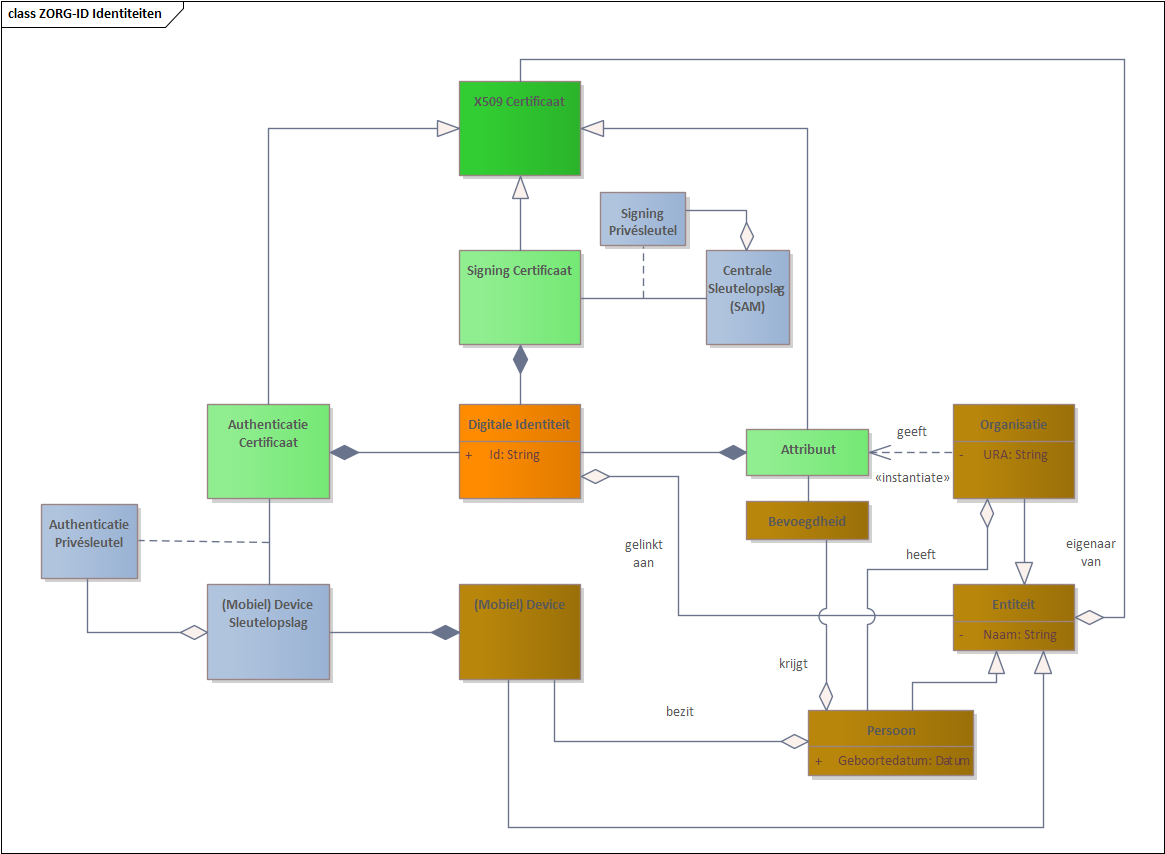 class ZORG-ID Identiteiten
X509 Certificaat
Signing
Privésleutel
Signing Certificaat
Centrale
Sleutelopslag
(SAM)
Authenticatie
Certificaat
Digitale Identiteit
+ Id: String
Attribuut
geeft
«instantiate»
Organisatie
- URA: String
Bevoegdheid
Authenticatie
Privésleutel
gelinkt
aan
heeft
eigenaar
van
(Mobiel) Device
Sleutelopslag
(Mobiel) Device
Entiteit
- Naam: String
krijgt
bezit
Persoon
+ Geboortedatum: Datum